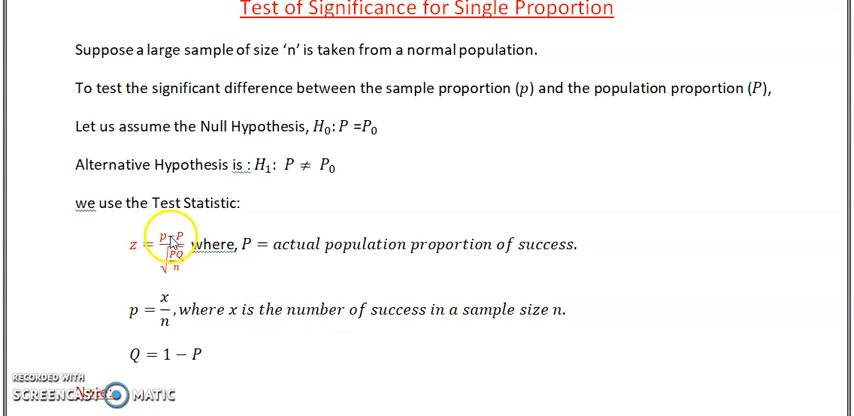 Test of Significance for Single Proportion
Suppose a large sample of size ‘n’ is taken from a normal population.
To test the significant difference between the sample proportion (p) and the population proportion (P),
Let us assume the Null Hypothesis, H₀: P =P₀
Alternative Hypothesis is : H₁: P ≠ P₀
we use the Test Statistic:
z = (p − P)/√(PQ/n) where, P = actual population proportion of success.
p = x/n , where x is the number of success in a sample size n.
Q = 1 − P
RECORDED WITH
SCREENCAST MATIC